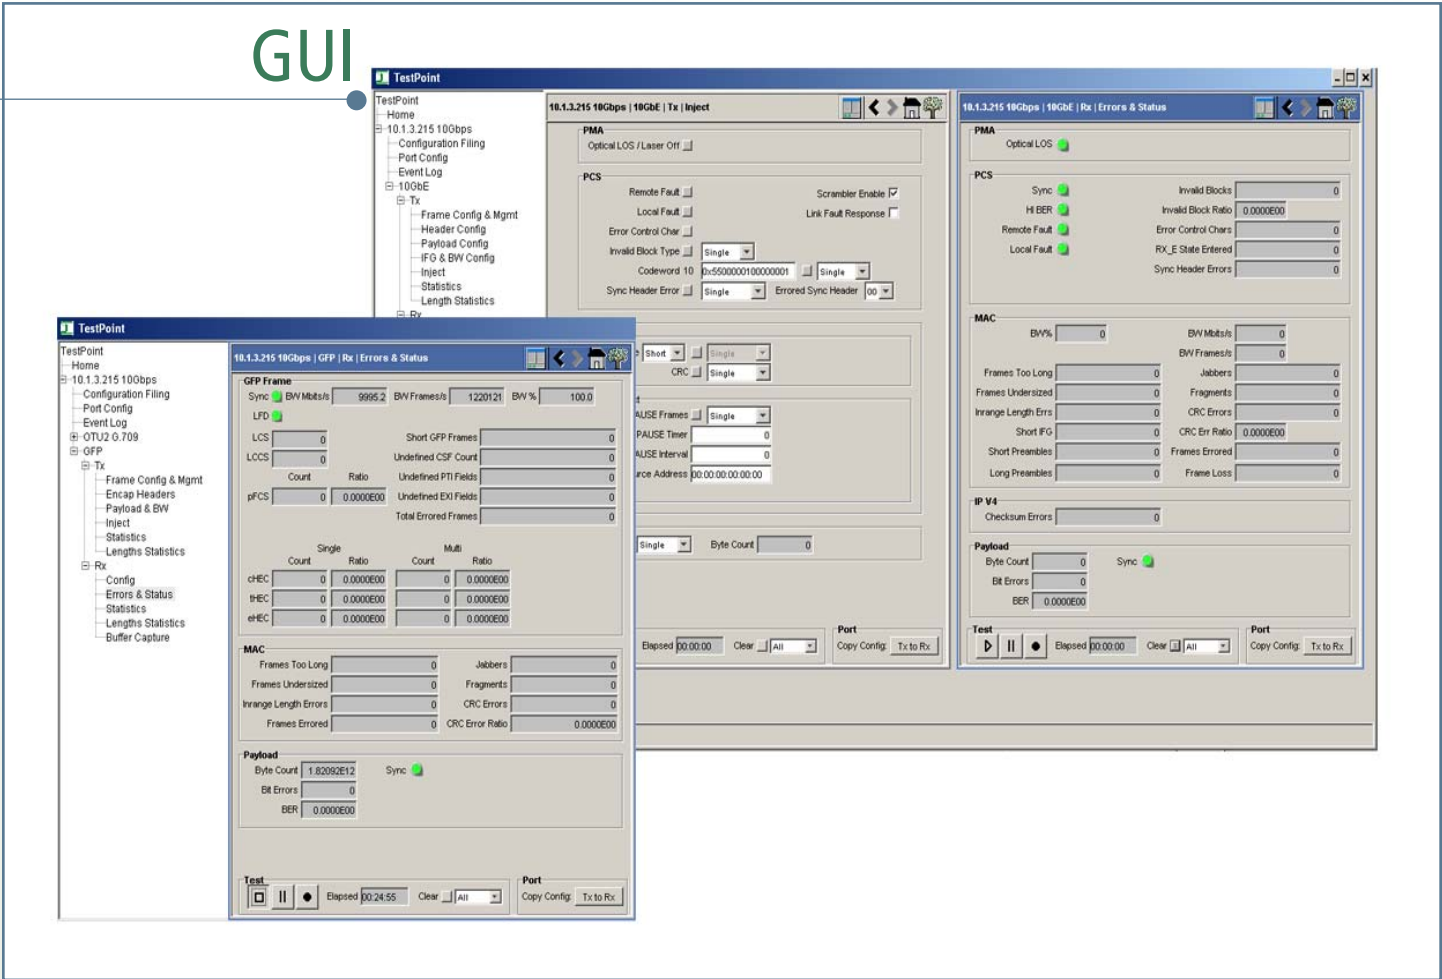 GUI
TestPoint
TestPoint
Home
10.1.3.215 10Gbps
Configuration Filing
Port Config
Event Log
10GbE
Tx
Frame Config & Mgmt
Header Config
Payload Config
IFG & BW Config
Inject
Statistics
Length Statistics
Rx
10.1.3.215 10Gbps | 10GbE | Tx | Inject
PMA
Optical LOS / Laser Off
PCS
Remote Fault Scrambler Enable
Local Fault Link Fault Response
Error Control Char
Invalid Block Type Single
Codeword 10 0x5500000100000001 Single
Sync Header Error Single Errored Sync Header 00
Short Single
CRC Single
AUSE Frames Single
PAUSE Timer 0
AUSE Interval 0
rce Address 00:00:00:00:00:00
Single Byte Count 0
Port
Elapsed 00:00:00 Clear All Copy Config: Tx to Rx
10.1.3.215 10Gbps | 10GbE | Rx | Errors & Status
PMA
Optical LOS
PCS
Sync Invalid Blocks 0
HI BER Invalid Block Ratio 0.0000E00
Remote Fault Error Control Chars 0
Local Fault RX_E State Entered 0
Sync Header Errors 0
MAC
BW% 0 BW Mbits/s 0
BW Frames/s 0
Frames Too Long 0 Jabbers 0
Frames Undersized 0 Fragments 0
Inrange Length Errs 0 CRC Errors 0
Short IFG 0 CRC Err Ratio 0.0000E00
Short Preambles 0 Frames Errored 0
Long Preambles 0 Frame Loss 0
IP V4
Checksum Errors 0
Payload
Byte Count 0 Sync
Bit Errors 0
BER 0.0000E00
Test Port
Elapsed 00:00:00 Clear All Copy Config: Tx to Rx
TestPoint
TestPoint
Home
10.1.3.215 10Gbps
Configuration Filing
Port Config
Event Log
OTU2 G.709
GFP
Tx
Frame Config & Mgmt
Encap Headers
Payload & BW
Inject
Statistics
Lengths Statistics
Rx
Config
Errors & Status
Statistics
Lengths Statistics
Buffer Capture
10.1.3.215 10Gbps | GFP | Rx | Errors & Status
GFP Frame
Sync BW Mbits/s 9995.2 BW Frames/s 1220121 BW % 100.0
LFD
LCS 0 Short GFP Frames 0
LCCS 0 Undefined CSF Count 0
Count Ratio Undefined PTI Fields 0
pFCS 0 0.0000E00 Undefined EXI Fields 0
Total Errored Frames 0
Single Multi
Count Ratio Count Ratio
cHEC 0 0.0000E00 0 0.0000E00
tHEC 0 0.0000E00 0 0.0000E00
eHEC 0 0.0000E00 0 0.0000E00
MAC
Frames Too Long 0 Jabbers 0
Frames Undersized 0 Fragments 0
Inrange Length Errors 0 CRC Errors 0
Frames Errored 0 CRC Error Ratio 0.0000E00
Payload
Byte Count 1.82092E12 Sync
Bit Errors 0
BER 0.0000E00
Test Port
Elapsed 00:24:55 Clear All Copy Config: Tx to Rx